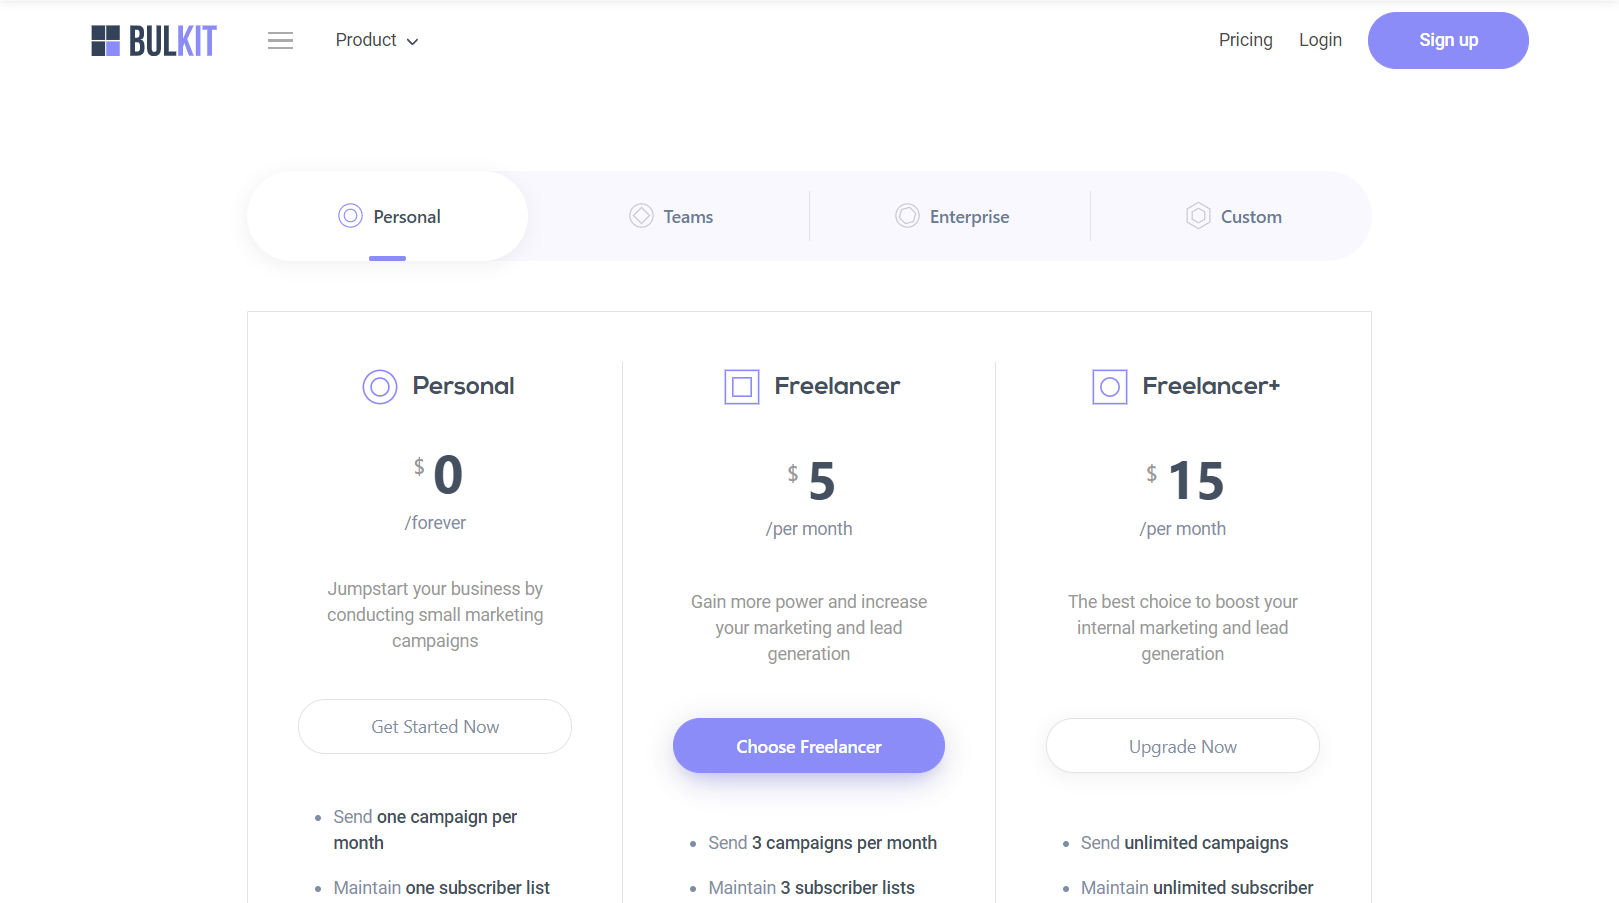 BULKIT
Product
Pricing
Login
Sign up
Personal
Teams
Enterprise
Custom
Personal
$ 0
/forever
Jumpstart your business by
conducting small marketing
campaigns
Get Started Now
Send one campaign per
month
Maintain one subscriber list
Freelancer
$ 5
/per month
Gain more power and increase
your marketing and lead
generation
Choose Freelancer
Send 3 campaigns per month
Maintain 3 subscriber lists
Freelancer+
$ 15
/per month
The best choice to boost your
internal marketing and lead
generation
Upgrade Now
Send unlimited campaigns
Maintain unlimited subscriber